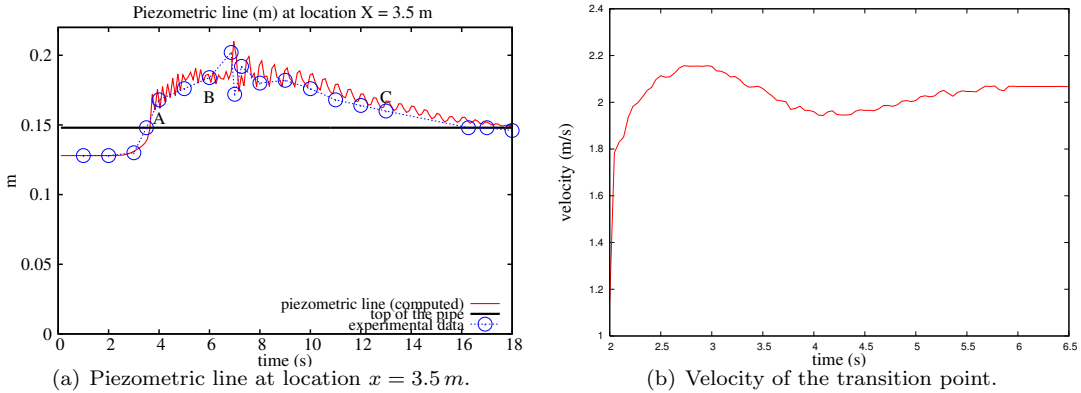 Piezometric line (m) at location X = 3.5 m
0.2
0.15
0.1
0.05
0
m
A
B
C
piezometric line (computed)
top of the pipe
experimental data
0 2 4 6 8 10 12 14 16 18
time (s)
(a) Piezometric line at location x = 3.5 m.
2.4
2.2
2
1.8
1.6
1.4
1.2
1
velocity (m/s)
2 2.5 3 3.5 4 4.5 5 5.5 6 6.5
time (s)
(b) Velocity of the transition point.